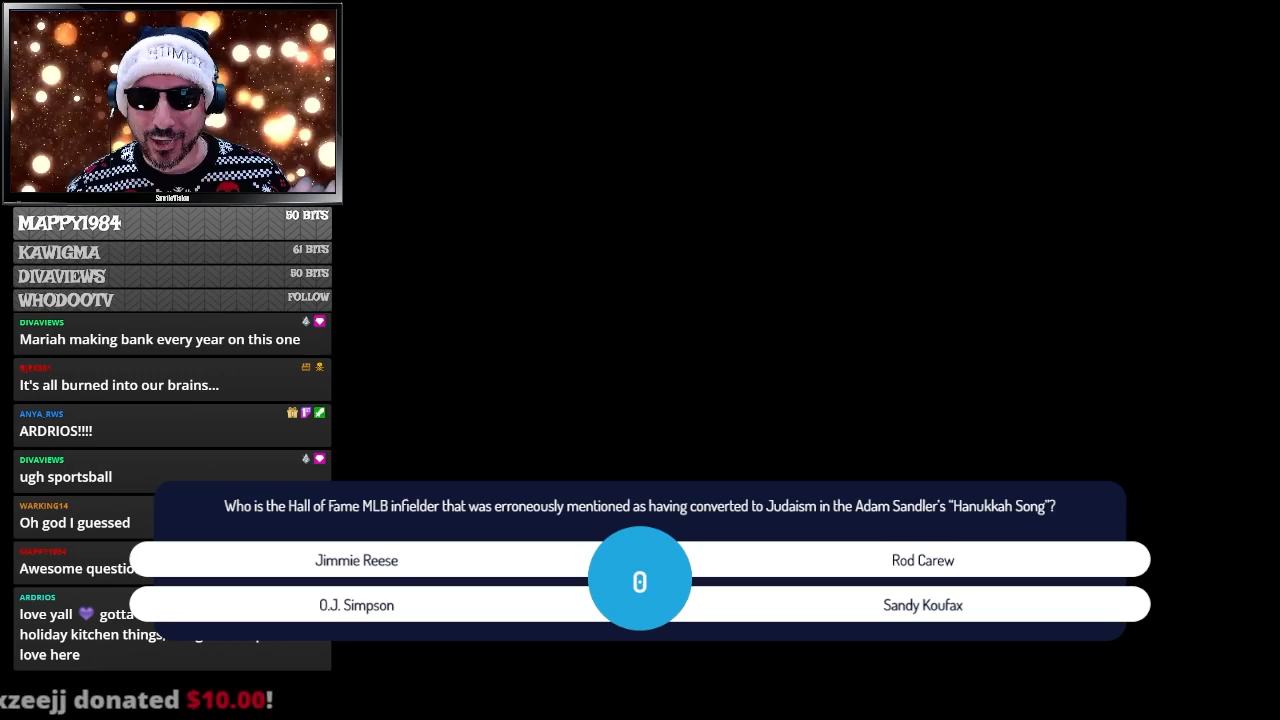 GUMBY
SmirtleVision
MAPPY1984
50 BITS
KAWIGMA
61 BITS
DIVAVIEWS
50 BITS
WHODOOTV
FOLLOW
DIVAVIEWS
Mariah making bank every year on this one
It's all burned into our brains...
ANYA_RWS
ARDRIOS!!!!
DIVAVIEWS
ugh sportsball
WARKING14
Oh god I guessed
MAPPY1984
Awesome questio
ARDRIOS
love yall 💜 gotta
holiday kitchen things,
love here
Who is the Hall of Fame MLB infielder that was erroneously mentioned as having converted to Judaism in the Adam Sandler's “Hanukkah Song”?
Jimmie Reese
Rod Carew
0
O.J. Simpson
Sandy Koufax
kzeejj donated $10.00!